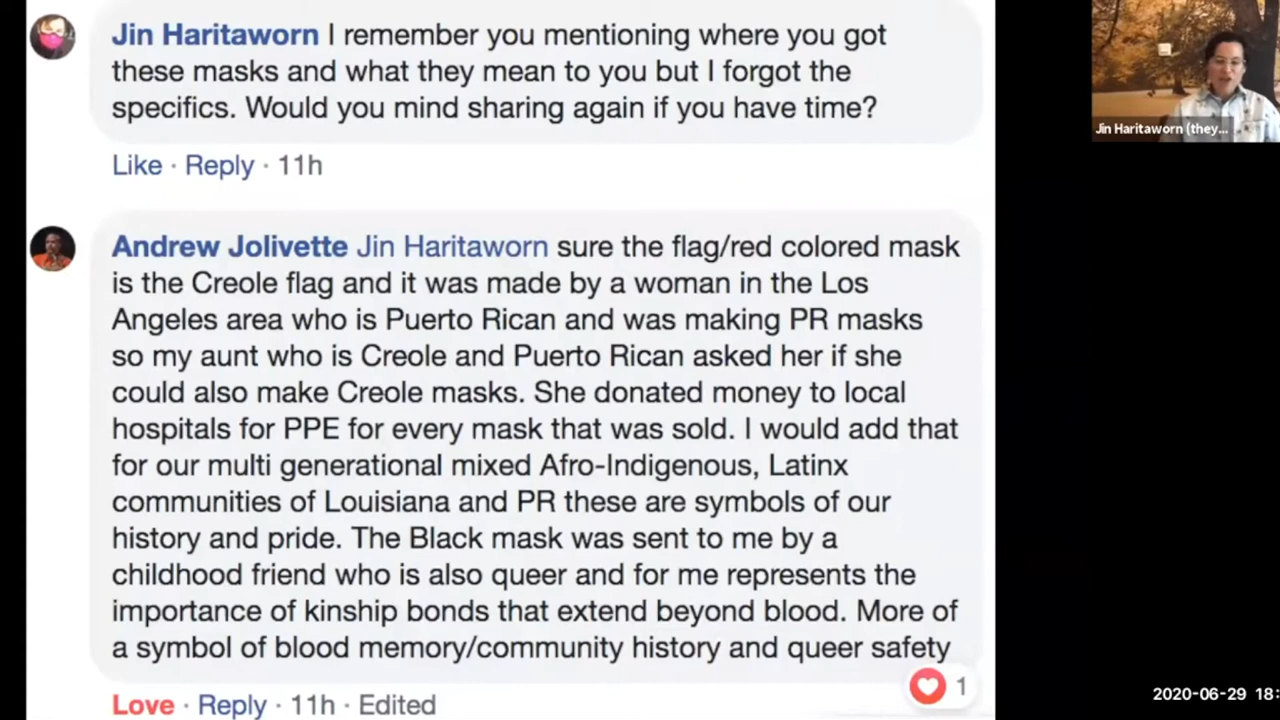 Jin Haritaworn I remember you mentioning where you got
these masks and what they mean to you but I forgot the
specifics. Would you mind sharing again if you have time?
Like · Reply · 11h
Andrew Jolivette Jin Haritaworn sure the flag/red colored mask
is the Creole flag and it was made by a woman in the Los
Angeles area who is Puerto Rican and was making PR masks
so my aunt who is Creole and Puerto Rican asked her if she
could also make Creole masks. She donated money to local
hospitals for PPE for every mask that was sold. I would add that
for our multi generational mixed Afro-Indigenous, Latinx
communities of Louisiana and PR these are symbols of our
history and pride. The Black mask was sent to me by a
childhood friend who is also queer and for me represents the
importance of kinship bonds that extend beyond blood. More of
a symbol of blood memory/community history and queer safety
1
Love · Reply · 11h · Edited
Jin Haritaworn (they...
2020-06-29 18: